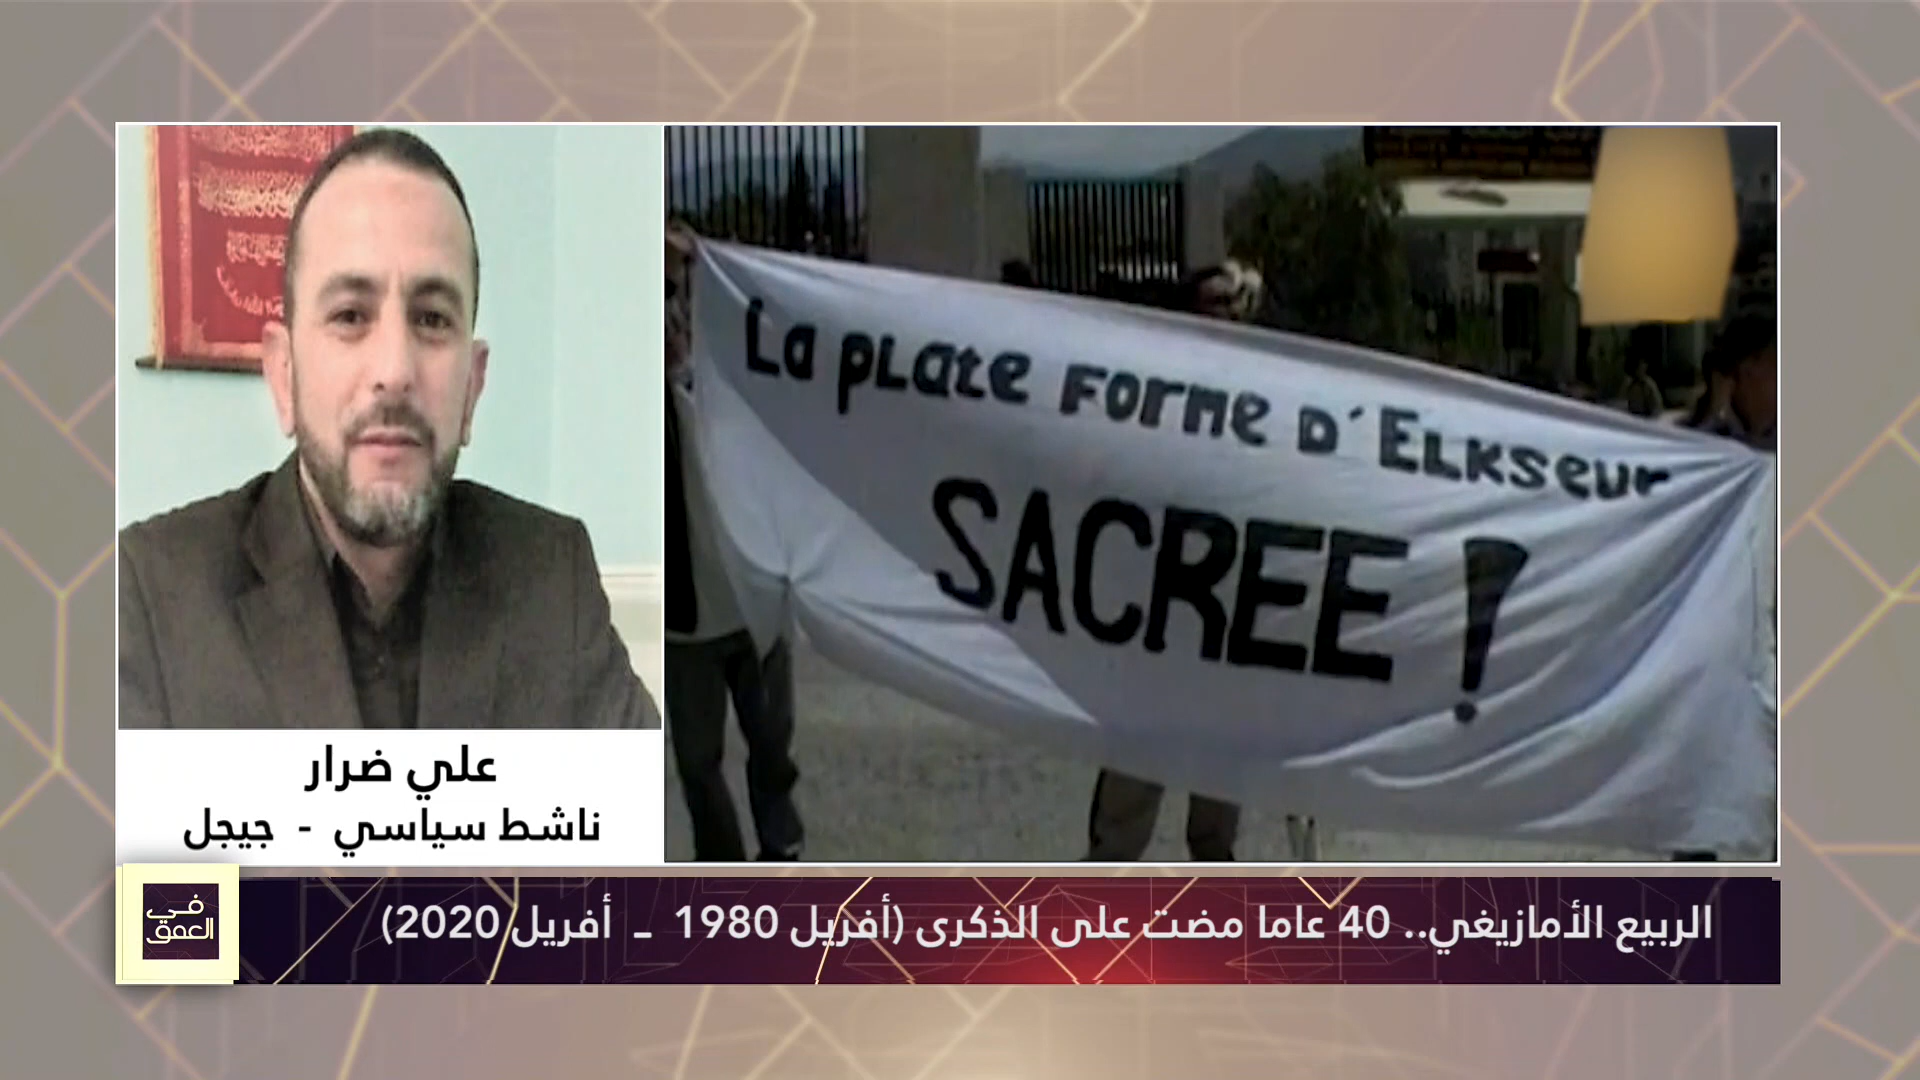 La plate forme d'Elkseur
SACREE !
علي ضرار
ناشط سياسي - جيجل
في
العمق
الربيع الأمازيغي.. 40 عاما مضت على الذكرى (أفريل 1980 – أفريل 2020)